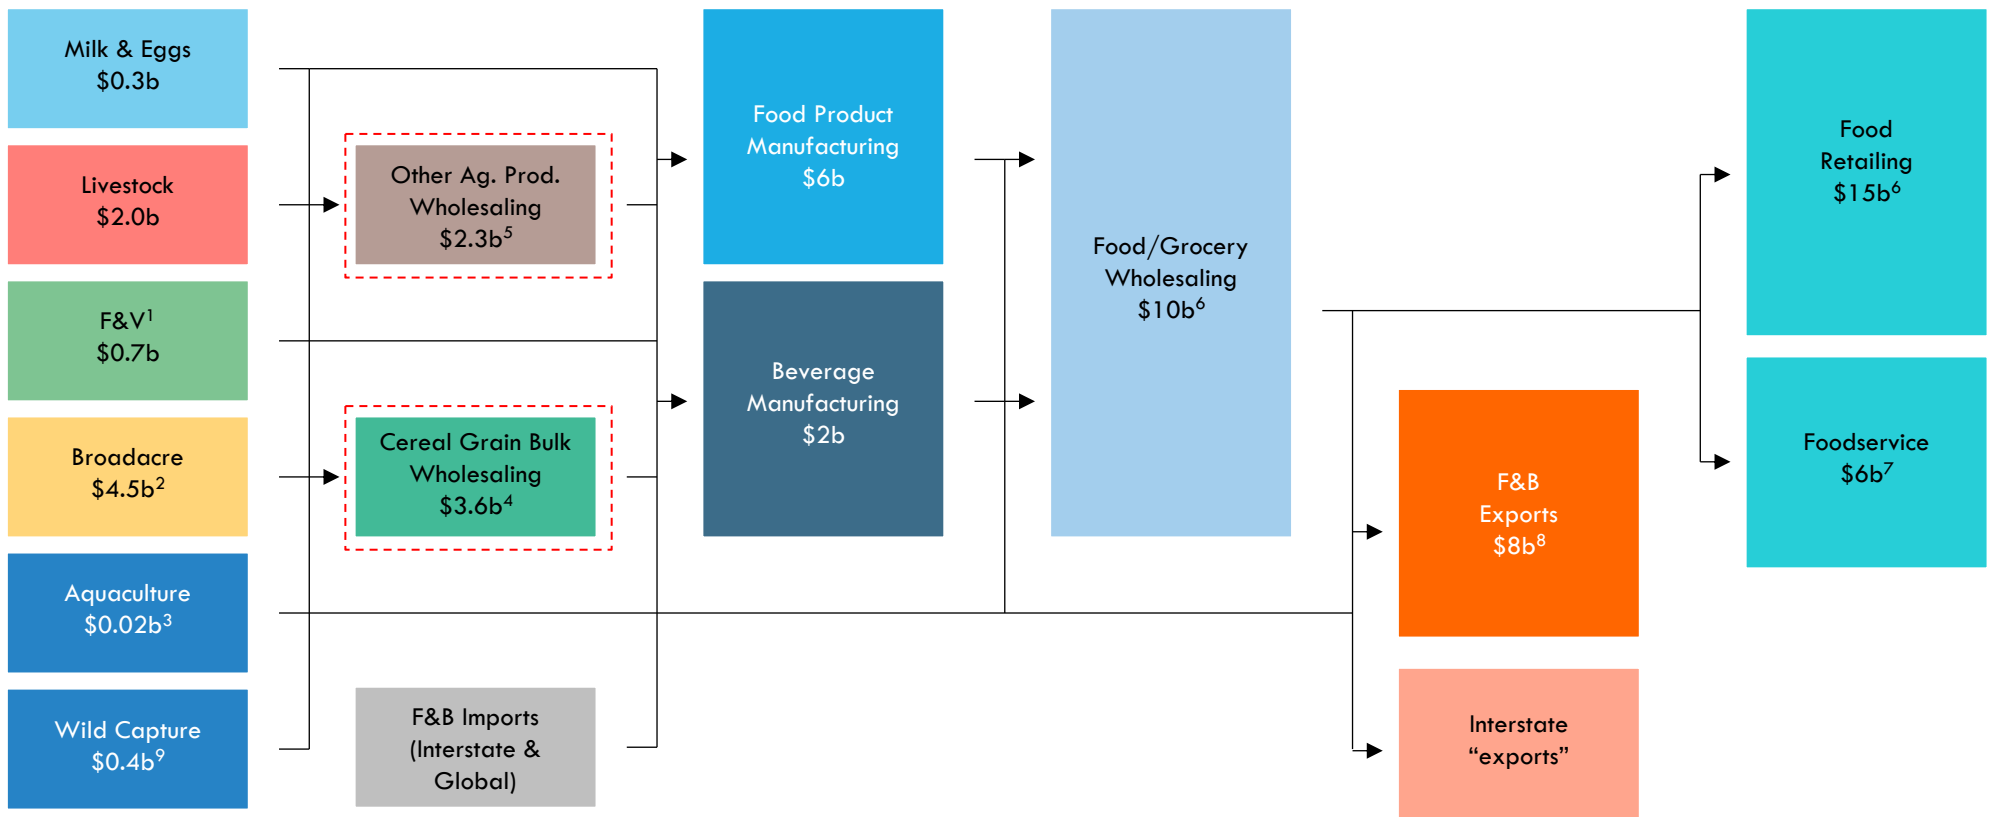 Milk & Eggs
$0.3b
Livestock
$2.0b
F&V¹
$0.7b
Broadacre
$4.5b²
Aquaculture
$0.02b³
Wild Capture
$0.4b⁹
Other Ag. Prod.
Wholesaling
$2.3b⁵
Cereal Grain Bulk
Wholesaling
$3.6b⁴
F&B Imports
(Interstate &
Global)
Food Product
Manufacturing
$6b
Beverage
Manufacturing
$2b
Food/Grocery
Wholesaling
$10b⁶
F&B
Exports
$8b⁸
Interstate
“exports”
Food
Retailing
$15b⁶
Foodservice
$6b⁷